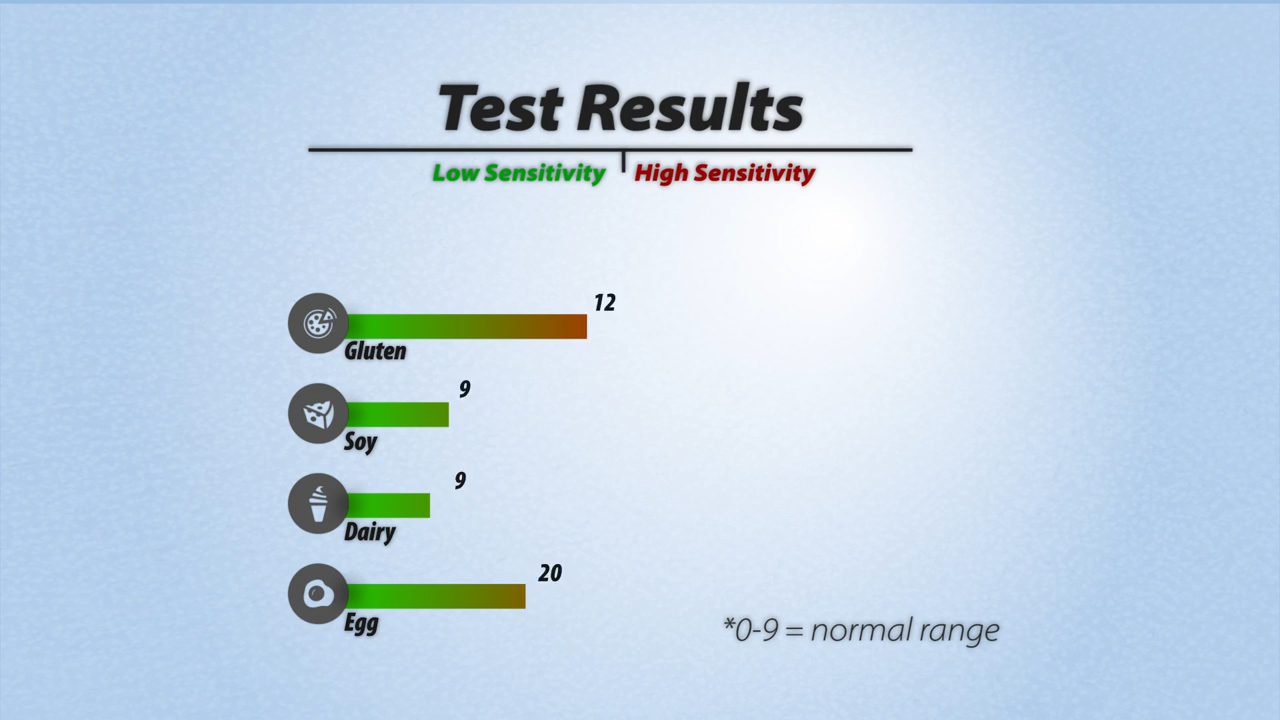 Test Results
Low Sensitivity High Sensitivity
12
Gluten
9
Soy
9
Dairy
20
Egg
*0-9 = normal range